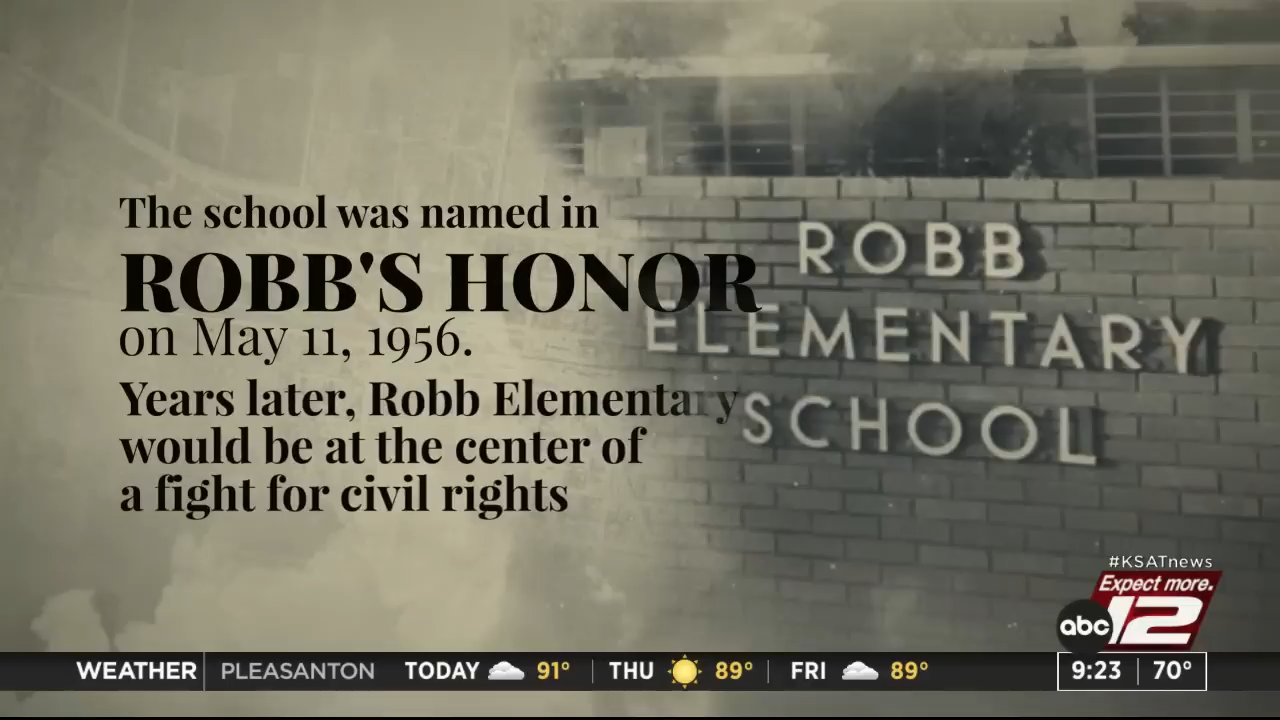 The school was named in
ROBB'S HONOR
on May 11, 1956.
Years later, Robb Elementary
would be at the center of
a fight for civil rights
ROBB
ELEMENTARY
SCHOOL
#KSATnews
Expect more.
abc 12
WEATHER PLEASANTON TODAY 91° THU 89° FRI 89° 9:23 70°